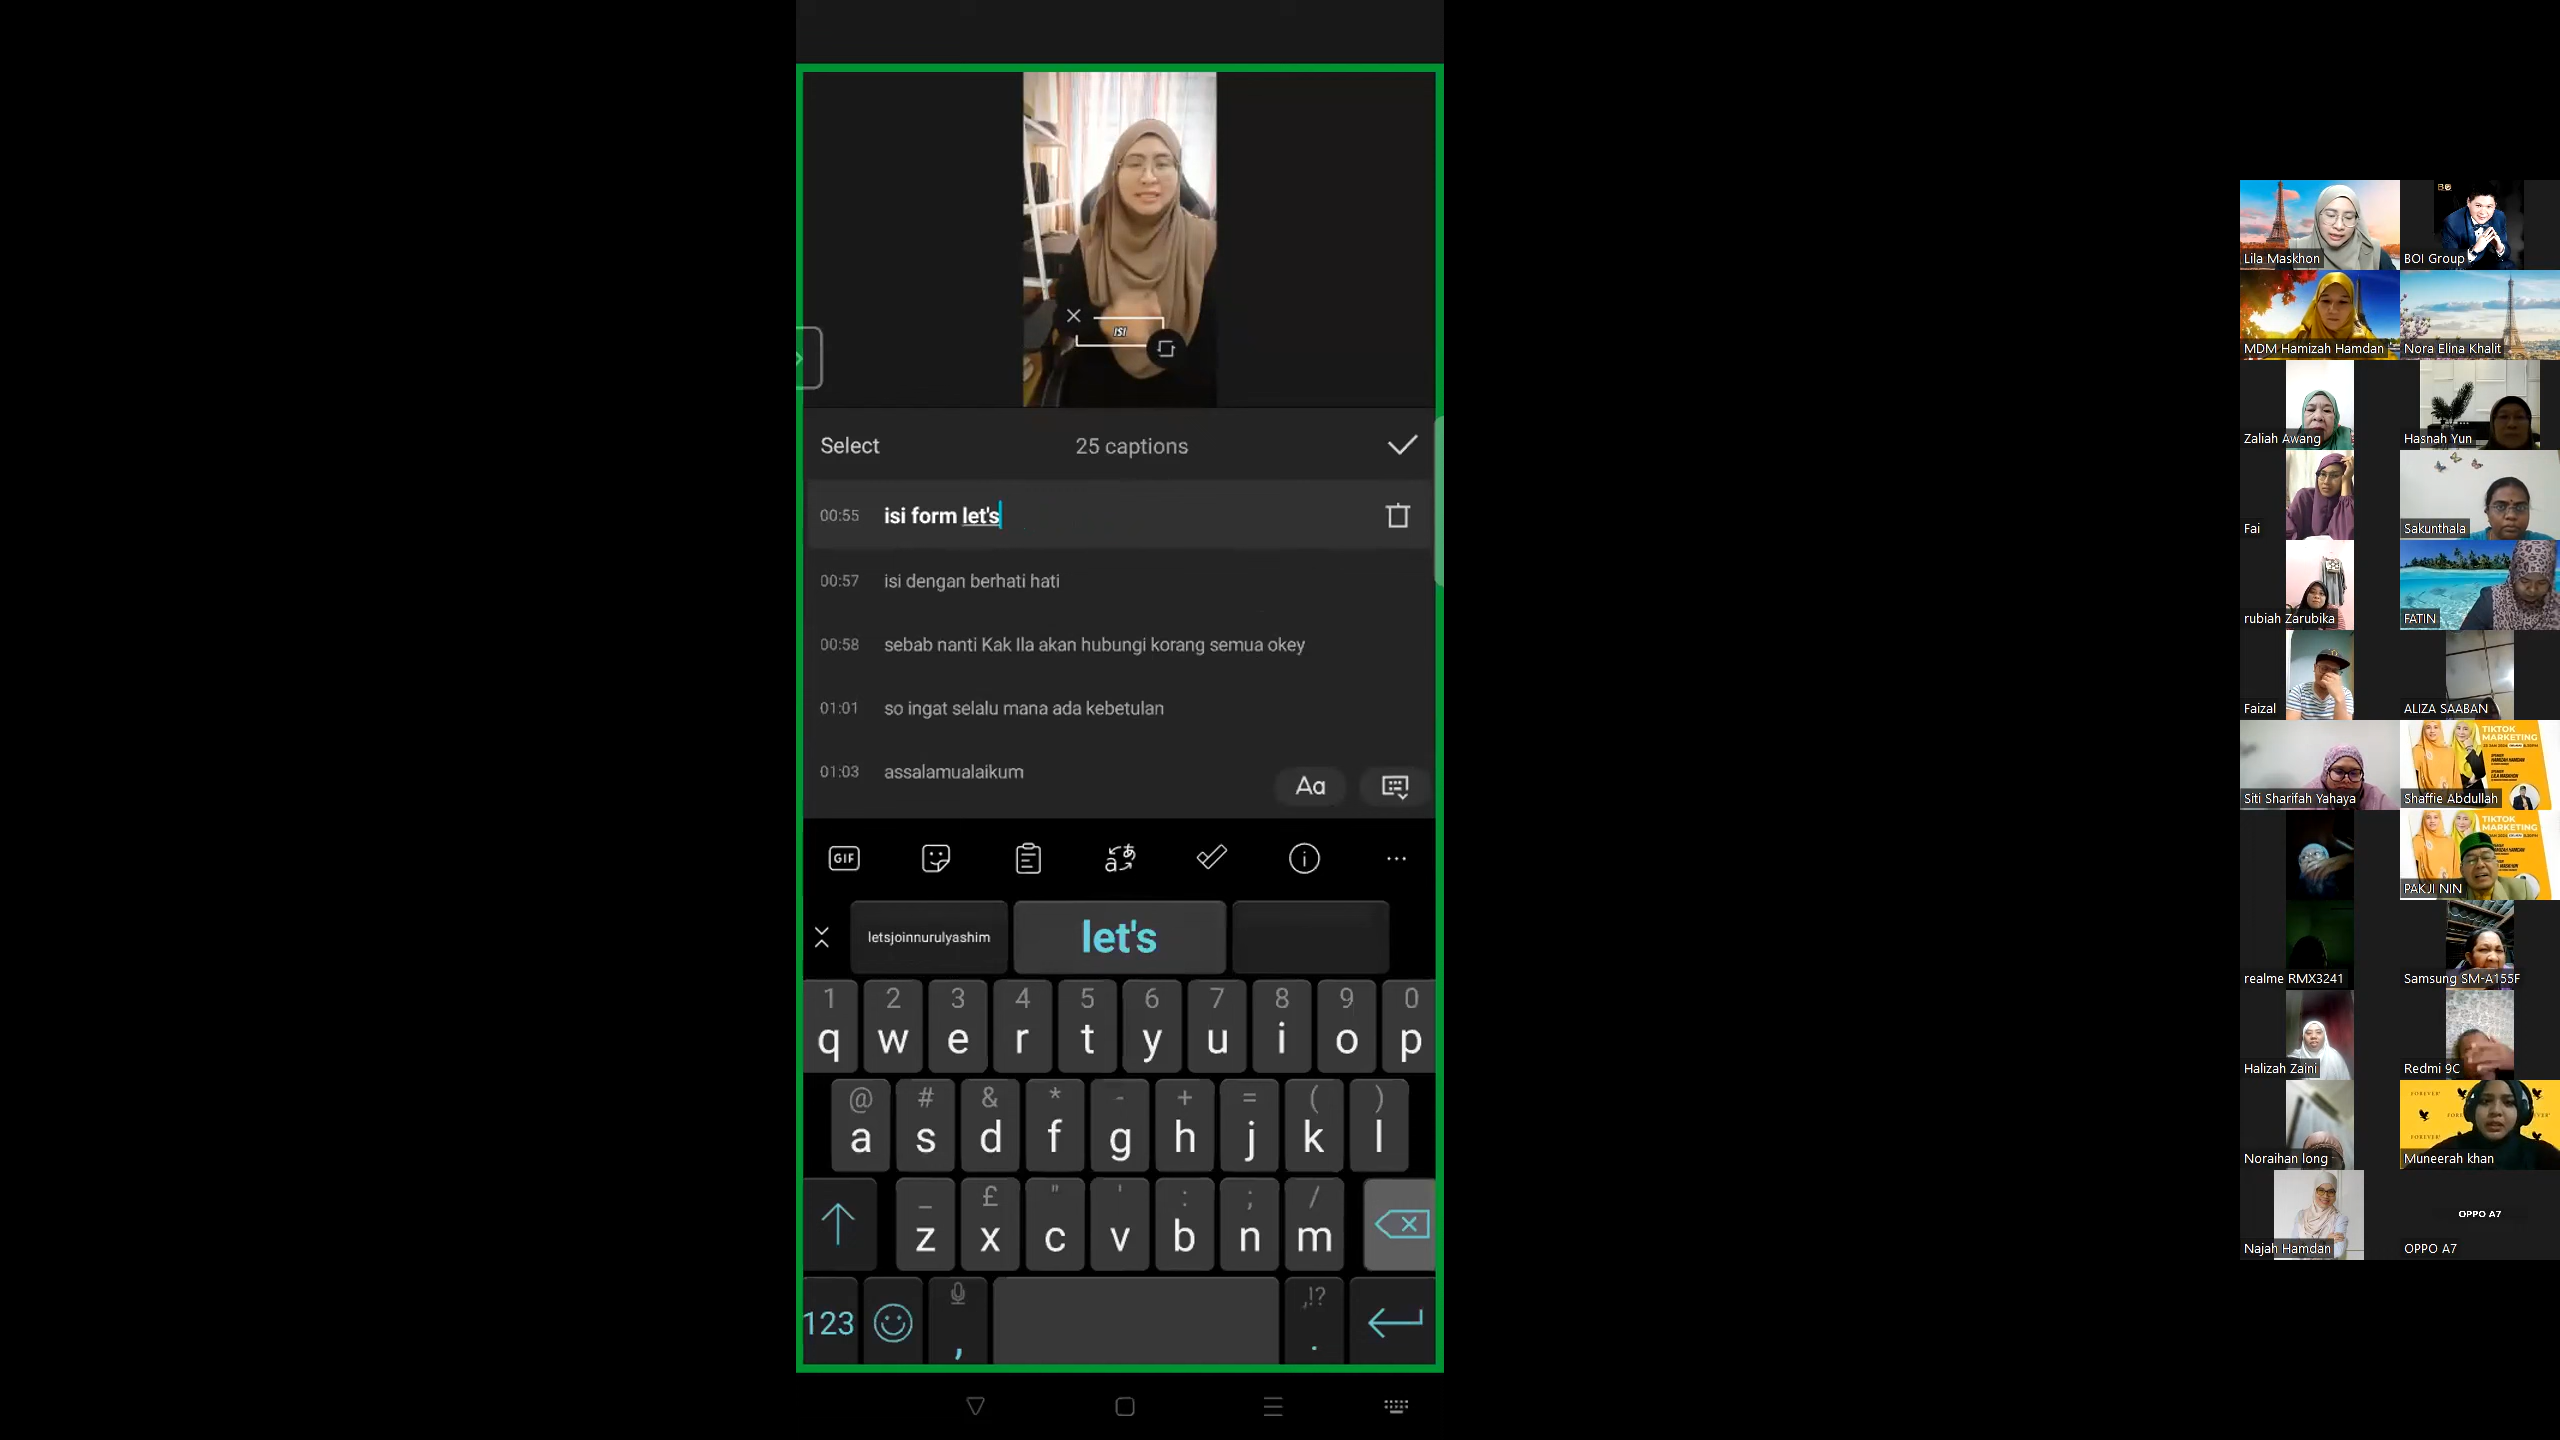 ISI
Select
25 captions
00:55 isi form let's
00:57 isi dengan berhati hati
00:58 sebab nanti Kak Ila akan hubungi korang semua okey
01:01 so ingat selalu mana ada kebetulan
01:03 assalamualaikum
Aa
GIF
letsjoinnurulyashim let's
1 2 3 4 5 6 7 8 9 0
q w e r t y u i o p
@ # & * - + = ( )
a s d f g h j k l
_ £ " ' : ; /
z x c v b n m
,!?
123 , .
Lila Maskhon
BOI Group
MDM Hamizah Hamdan
Nora Elina Khalit
Zaliah Awang
Hasnah Yun
Fai
Sakunthala
rubiah Zarubika
FATIN
Faizal
ALIZA SAABAN
Siti Sharifah Yahaya
TIKTOK
MARKETING
Shaffie Abdullah
TIKTOK
MARKETING
PAKJI NIN
realme RMX3241
Samsung SM-A155F
Halizah Zaini
Redmi 9C
Noraihan long
FOREVER
FOREVER
Muneerah khan
Najah Hamdan
OPPO A7
OPPO A7